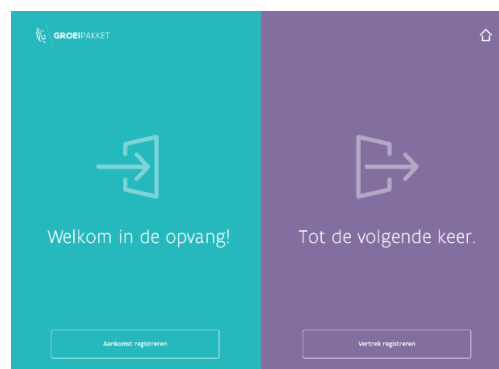 GROEIPAKKET
Welkom in de opvang!
Aankomst registreren
Tot de volgende keer.
Vertrek registreren